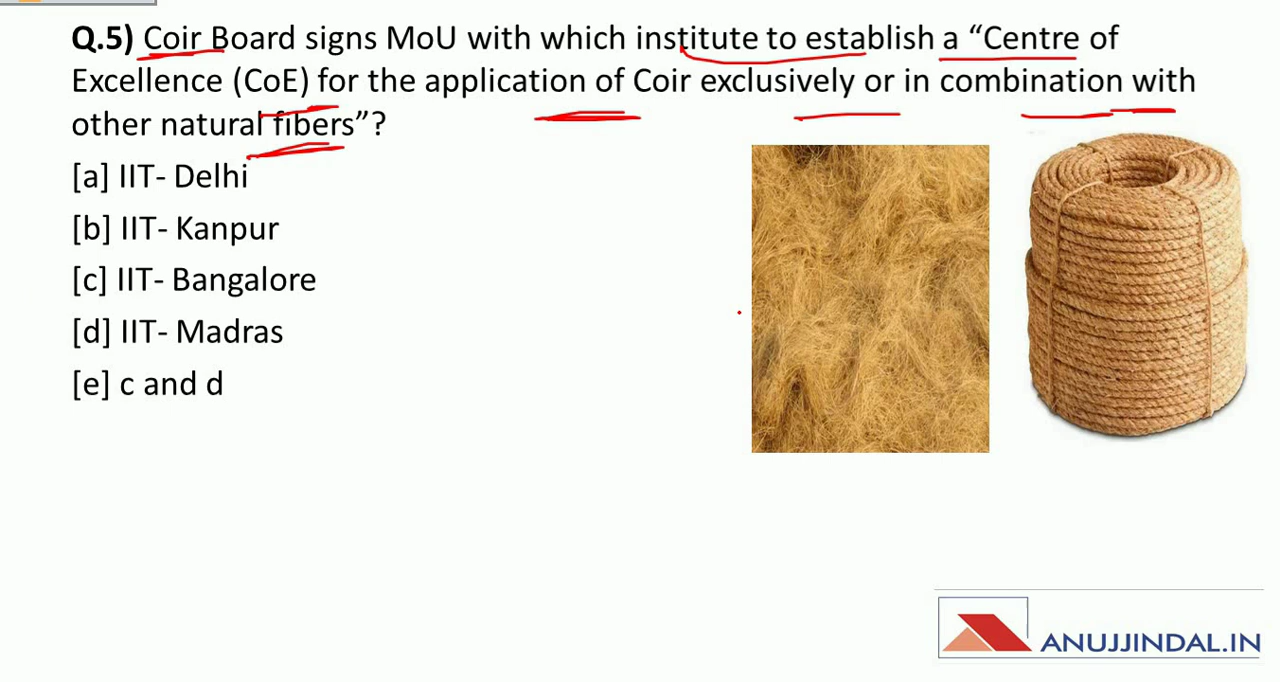 Q.5) Coir Board signs MoU with which institute to establish a “Centre of
Excellence (CoE) for the application of Coir exclusively or in combination with
other natural fibers”?
[a] IIT- Delhi
[b] IIT- Kanpur
[c] IIT- Bangalore
[d] IIT- Madras
[e] c and d
ANUJJINDAL.IN